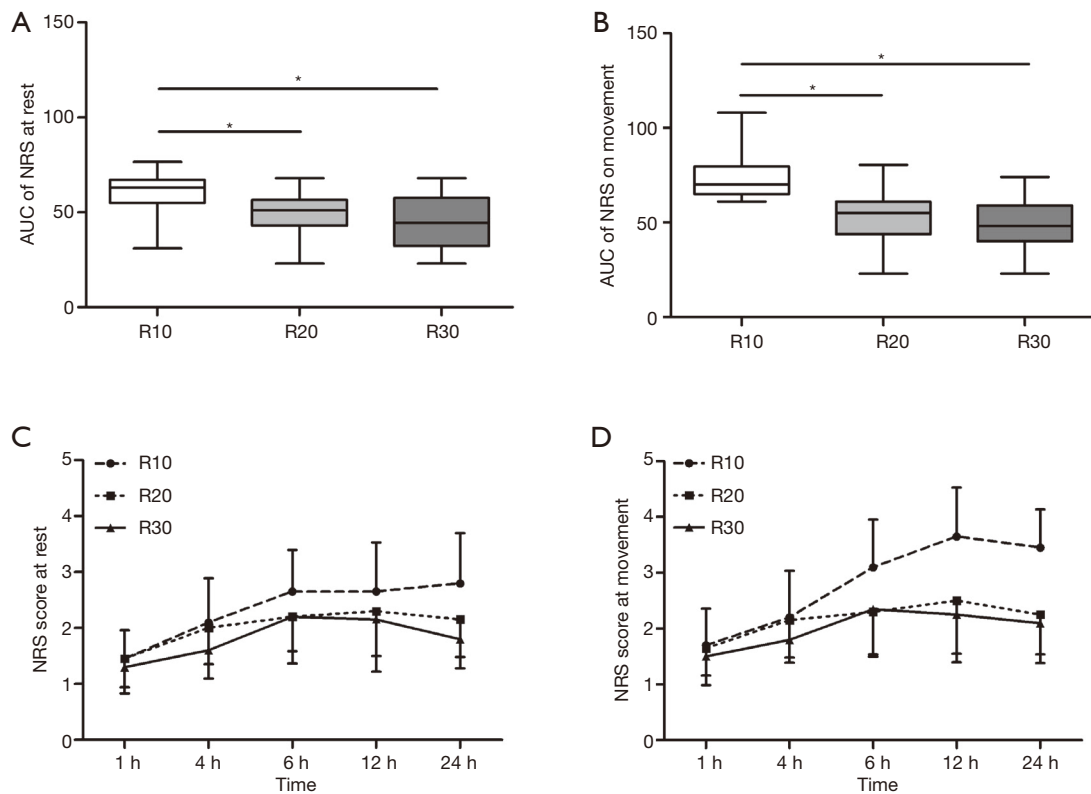 A
AUC of NRS at rest
150
100
50
0
*
*
R10 R20 R30
B
AUC of NRS on movement
150
100
50
0
*
*
R10 R20 R30
C
NRS score at rest
5
4
3
2
1
0
R10
R20
R30
1 h 4 h 6 h 12 h 24 h
Time
D
NRS score at movement
5
4
3
2
1
0
R10
R20
R30
1 h 4 h 6 h 12 h 24 h
Time